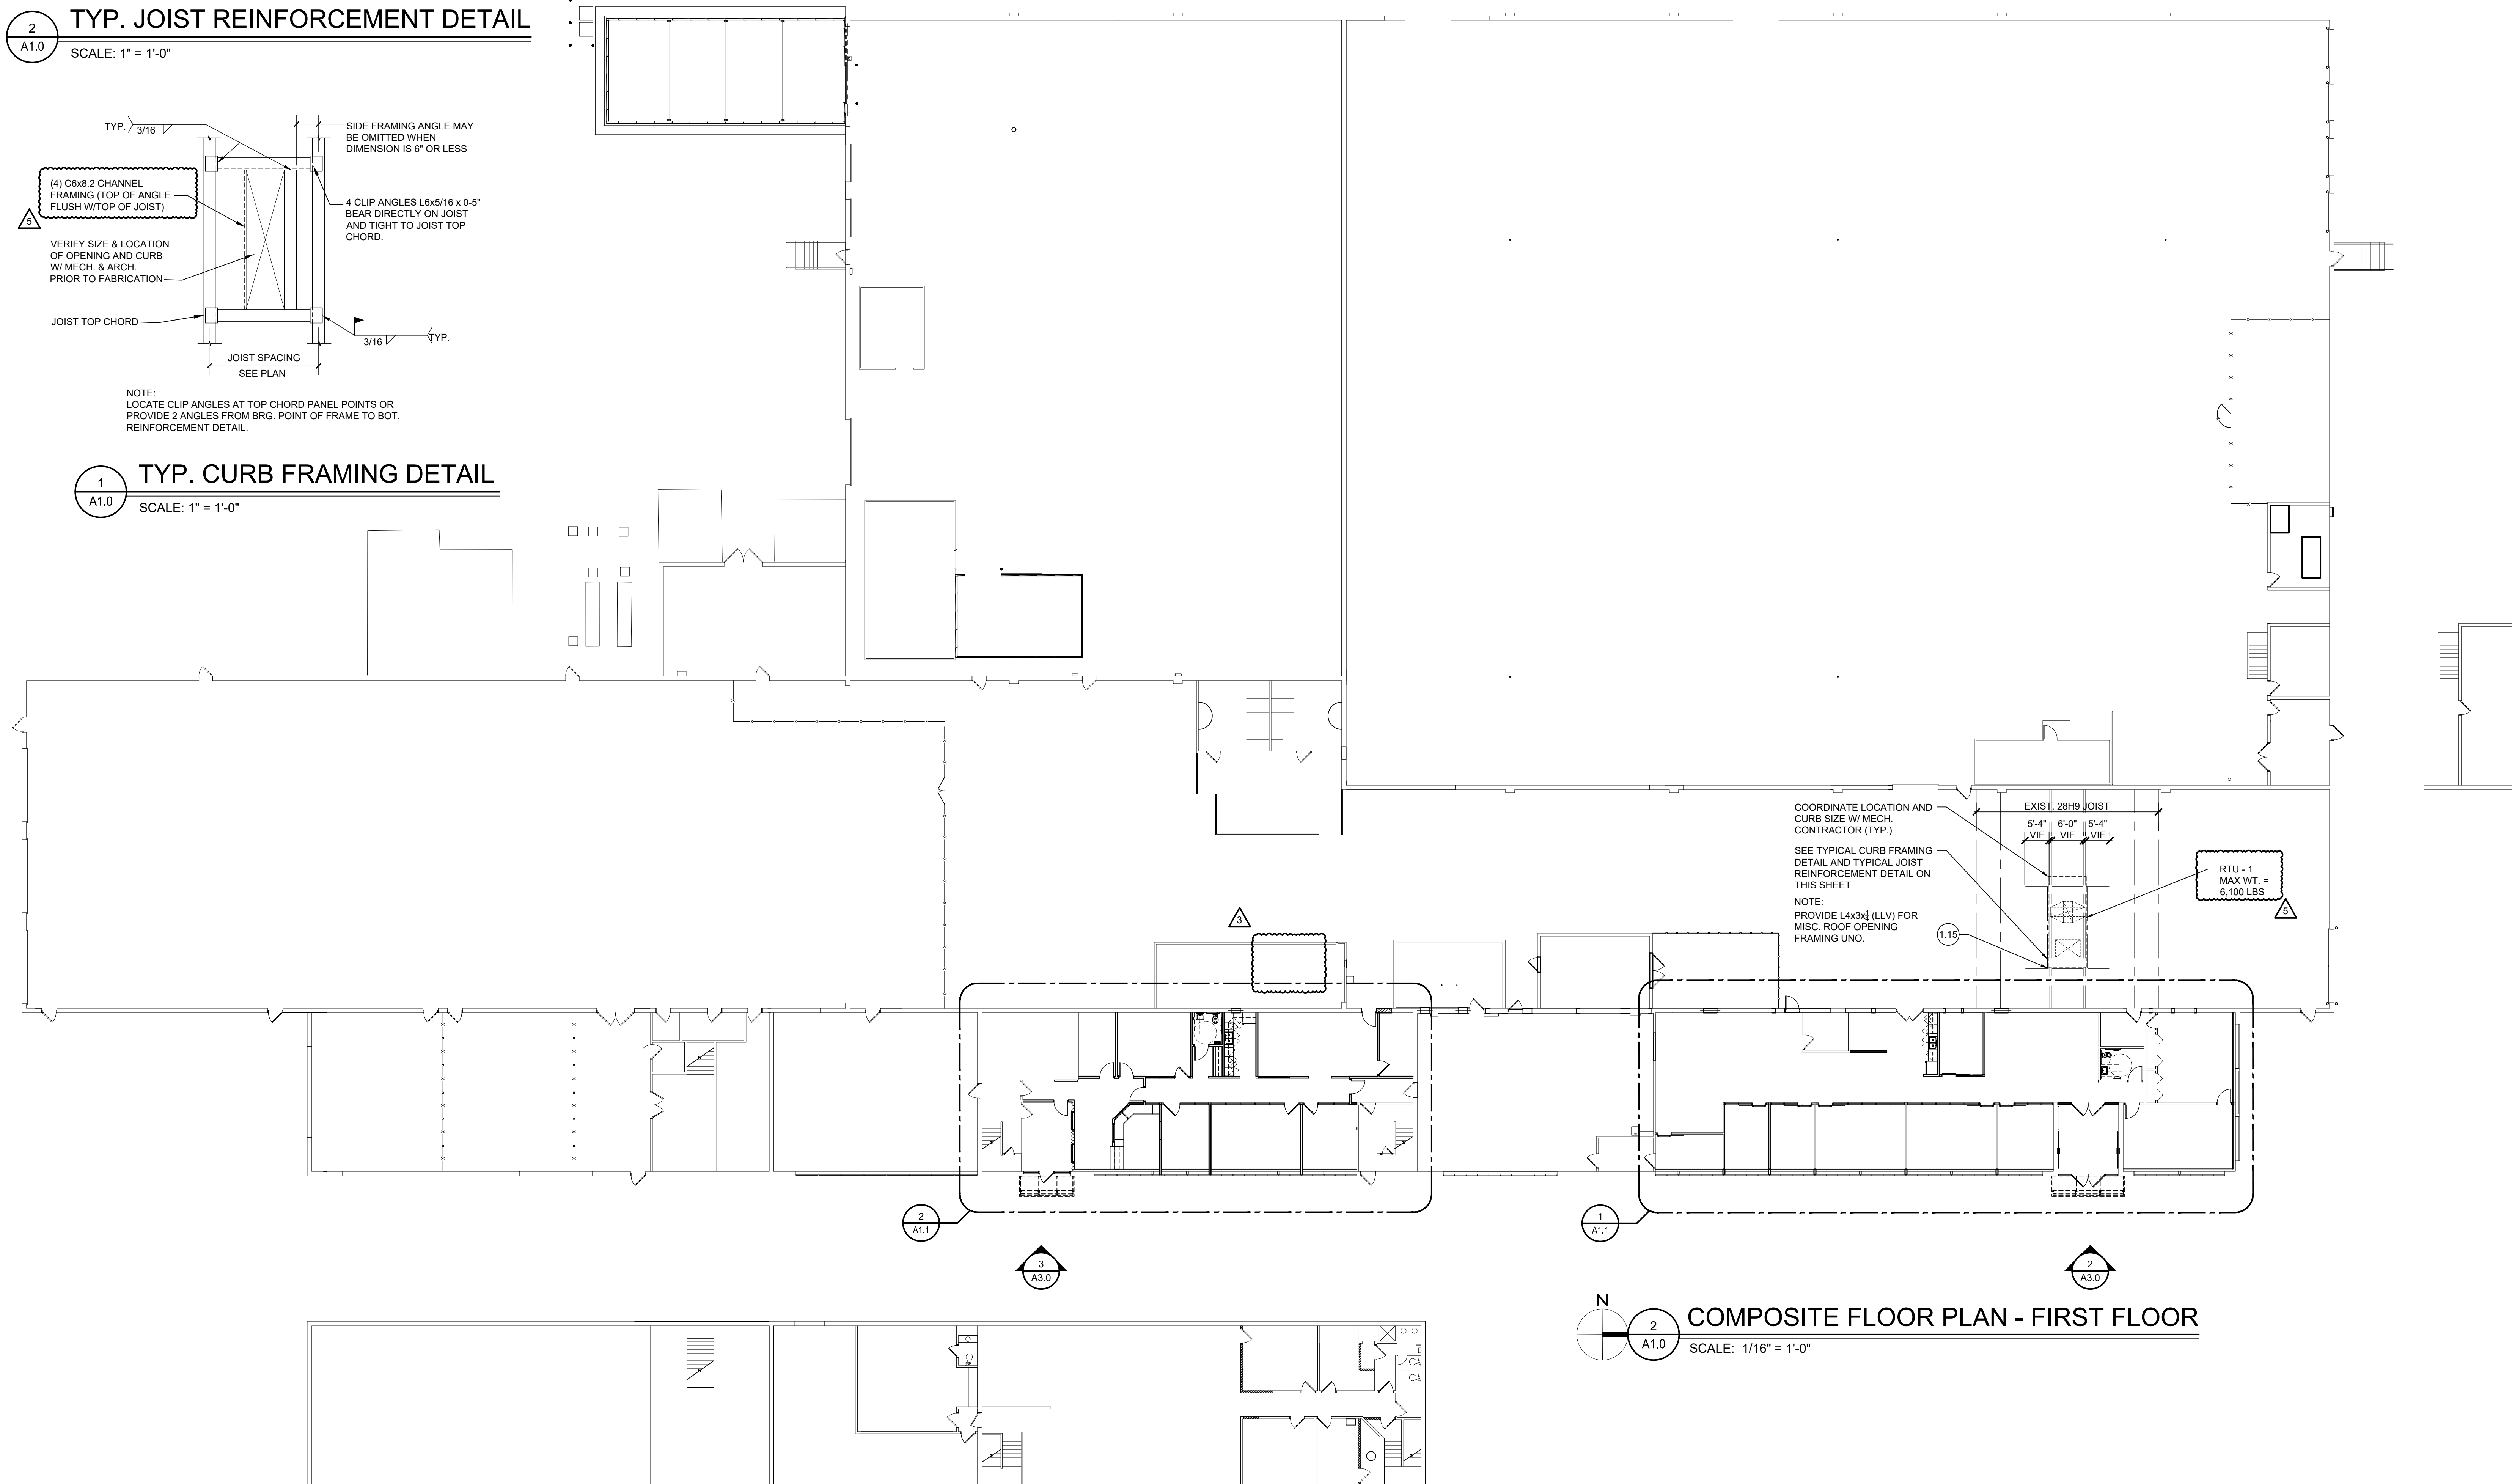 2
A1.0
TYP. JOIST REINFORCEMENT DETAIL
SCALE: 1" = 1'-0"
TYP.
3/16
SIDE FRAMING ANGLE MAY
BE OMITTED WHEN
DIMENSION IS 6" OR LESS
(4) C6x8.2 CHANNEL
FRAMING (TOP OF ANGLE
FLUSH W/TOP OF JOIST)
5
4 CLIP ANGLES L6x5/16 x 0-5"
BEAR DIRECTLY ON JOIST
AND TIGHT TO JOIST TOP
CHORD.
VERIFY SIZE & LOCATION
OF OPENING AND CURB
W/ MECH. & ARCH.
PRIOR TO FABRICATION
JOIST TOP CHORD
3/16
TYP.
JOIST SPACING
SEE PLAN
NOTE:
LOCATE CLIP ANGLES AT TOP CHORD PANEL POINTS OR
PROVIDE 2 ANGLES FROM BRG. POINT OF FRAME TO BOT.
REINFORCEMENT DETAIL.
1
A1.0
TYP. CURB FRAMING DETAIL
SCALE: 1" = 1'-0"
COORDINATE LOCATION AND
CURB SIZE W/ MECH.
CONTRACTOR (TYP.)
SEE TYPICAL CURB FRAMING
DETAIL AND TYPICAL JOIST
REINFORCEMENT DETAIL ON
THIS SHEET
NOTE:
PROVIDE L4x3x (LLV) FOR
MISC. ROOF OPENING
FRAMING UNO.
1.15
EXIST. 28H9 JOIST
5'-4" 6'-0" 5'-4"
VIF VIF VIF
RTU - 1
MAX WT. =
6,100 LBS
5
3
2
A1.1
1
A1.1
3
A3.0
2
A3.0
N
2
A1.0
COMPOSITE FLOOR PLAN - FIRST FLOOR
SCALE: 1/16" = 1'-0"